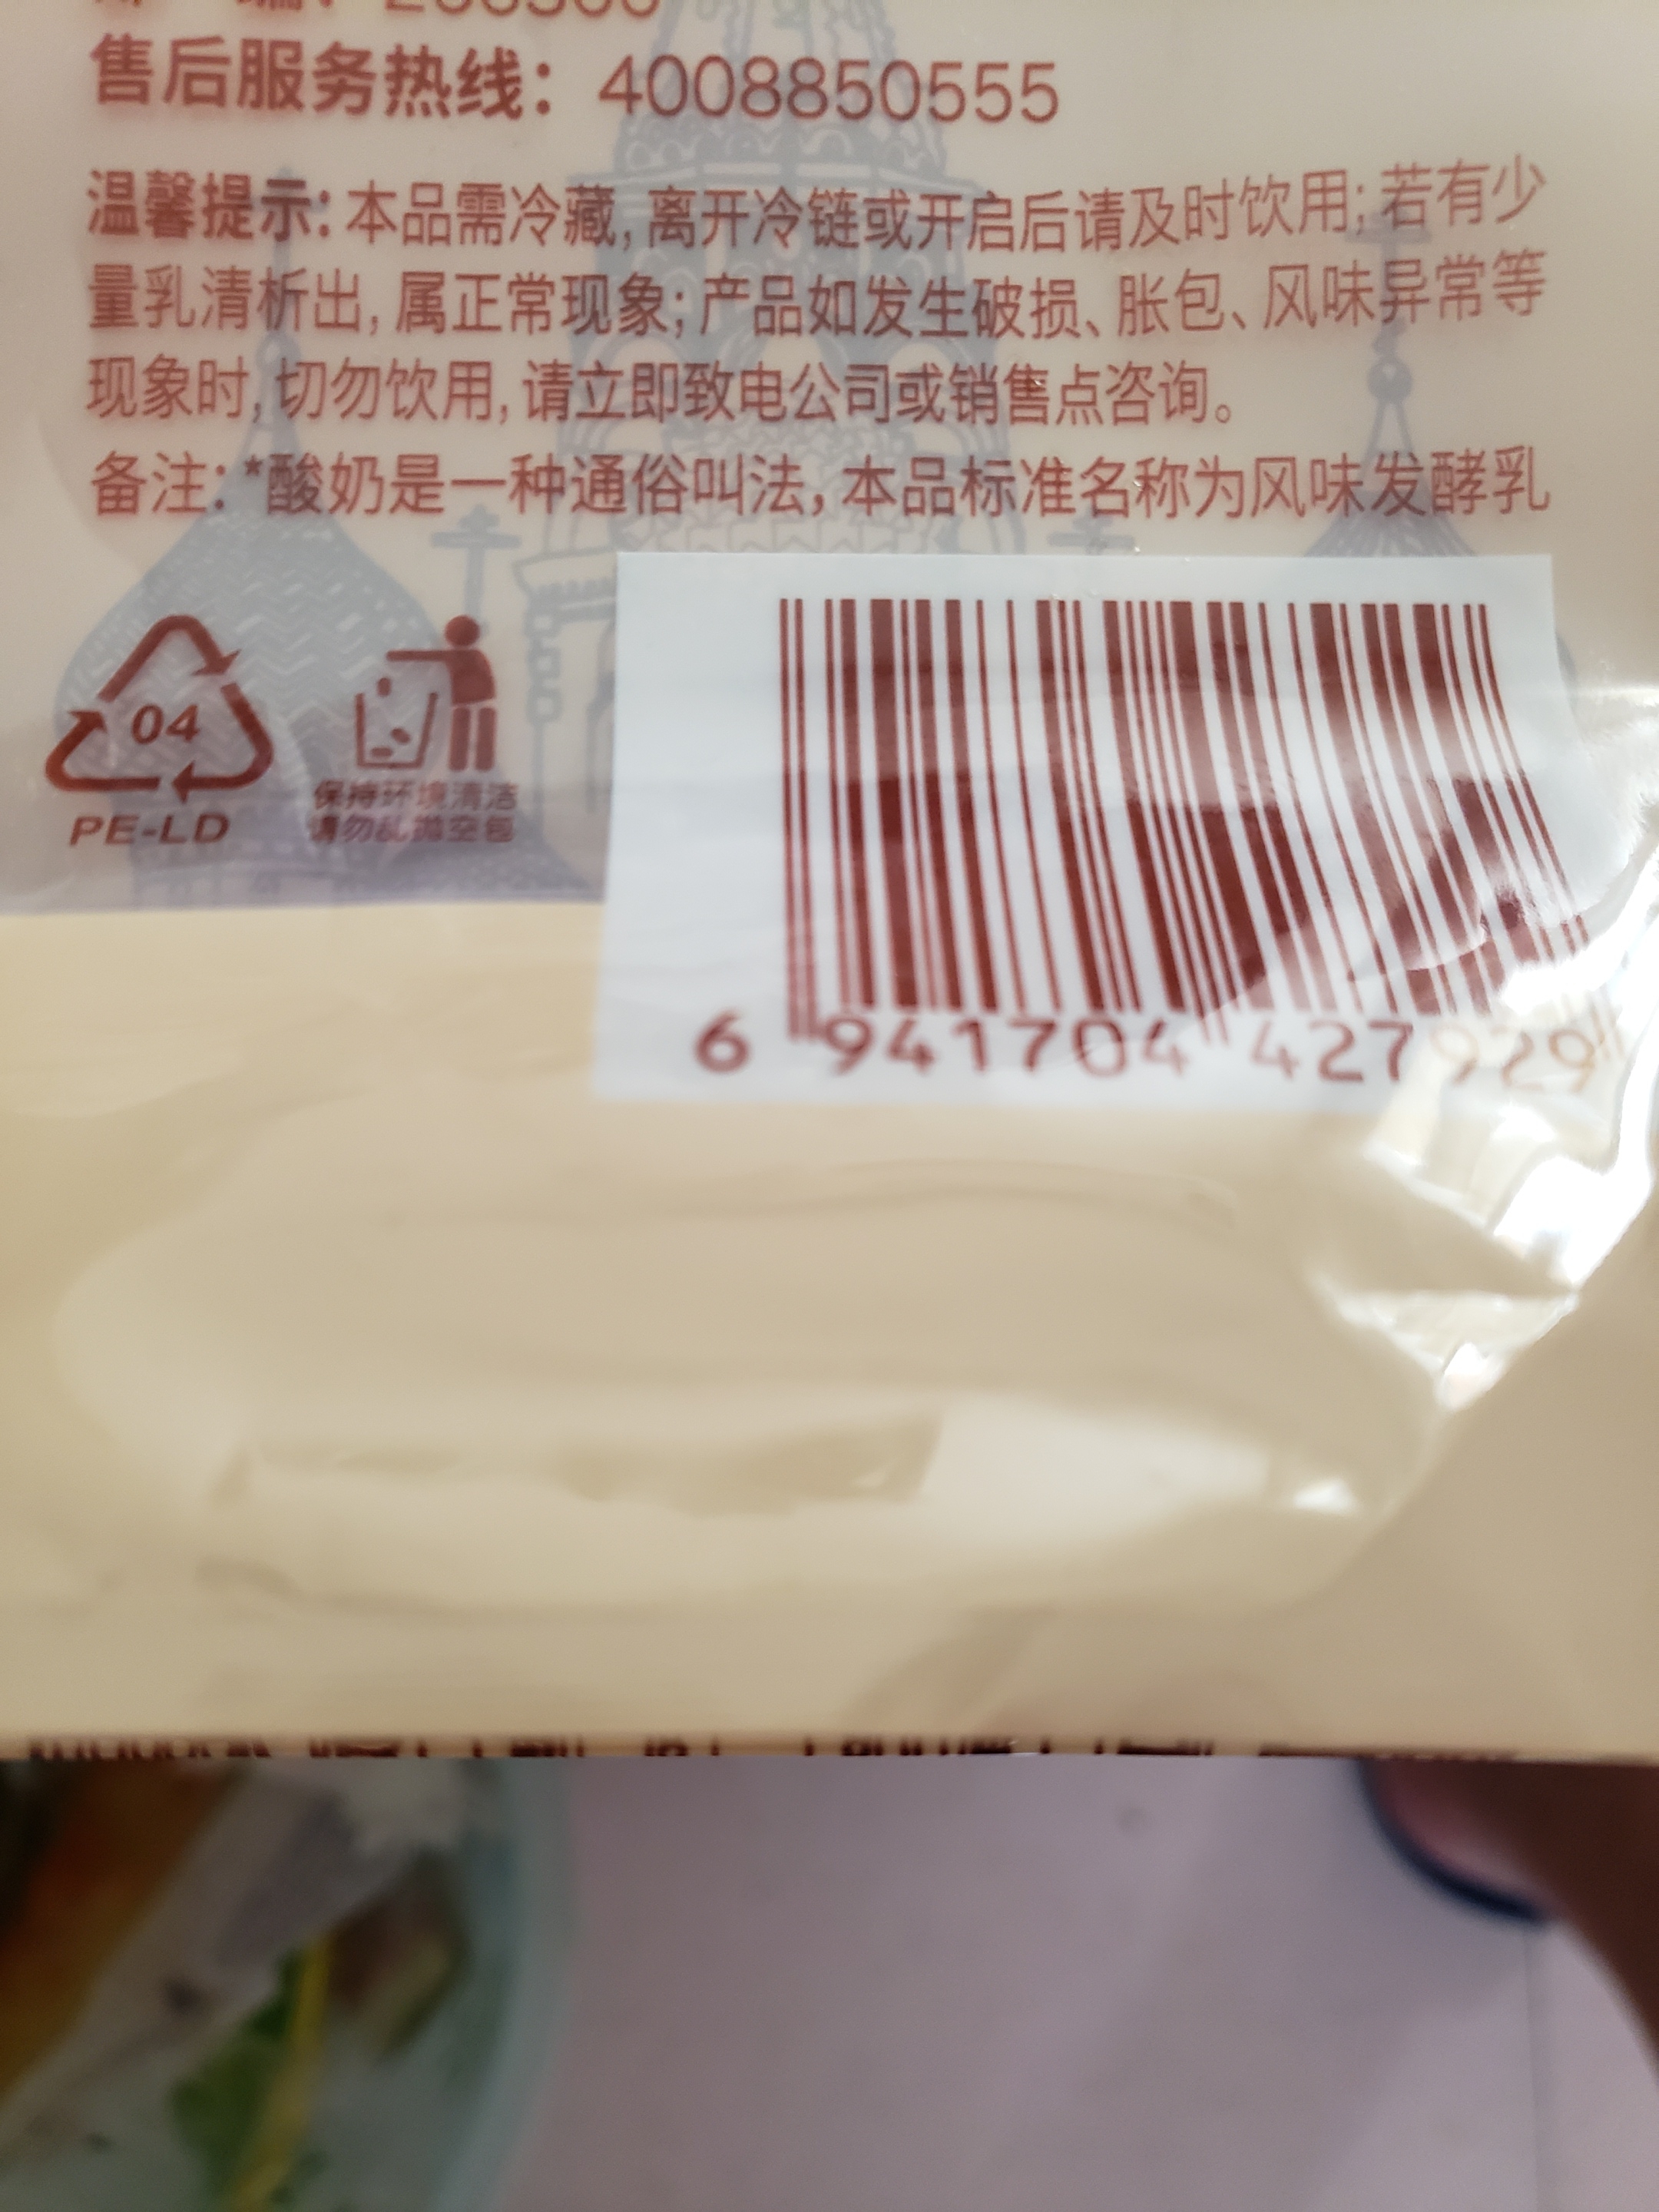 售后服务热线：4008850555
温馨提示：本品需冷藏，离开冷链或开启后请及时饮用；若有少
量乳清析出，属正常现象；产品如发生破损、胀包、风味异常等
现象时，切勿饮用，请立即致电公司或销售点咨询。
备注：*酸奶是一种通俗叫法，本品标准名称为风味发酵乳
04
PE-LD
保持环境清洁
请勿乱抛空包
6 941704 427929